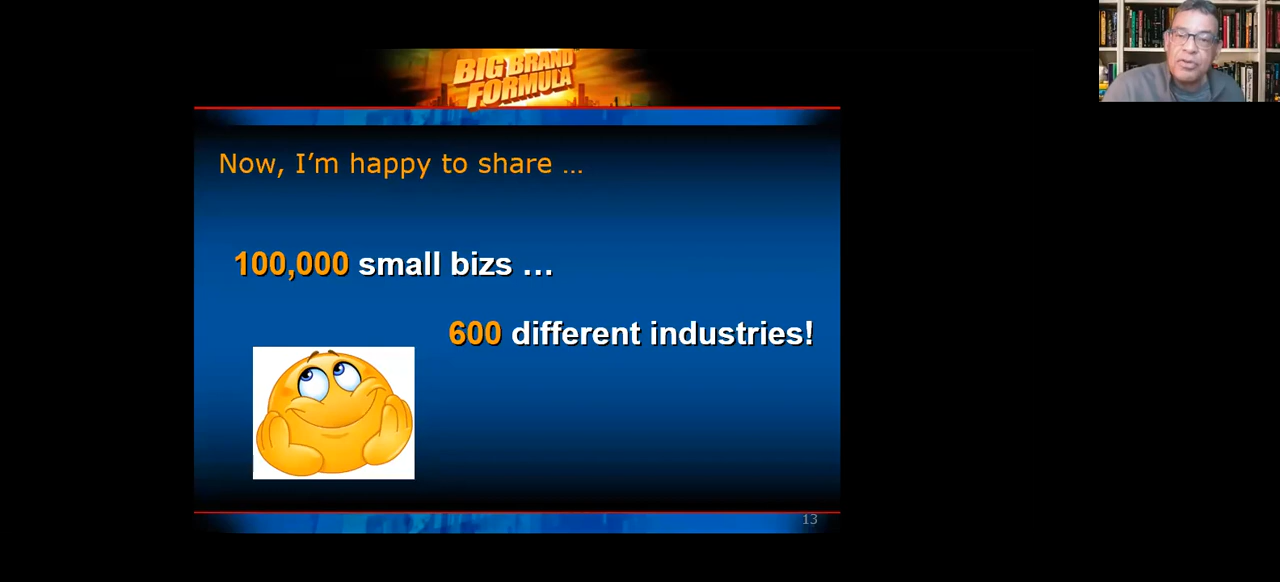 BIG BRAND
FORMULA
Now, I'm happy to share …
100,000 small bizs …
600 different industries!
13